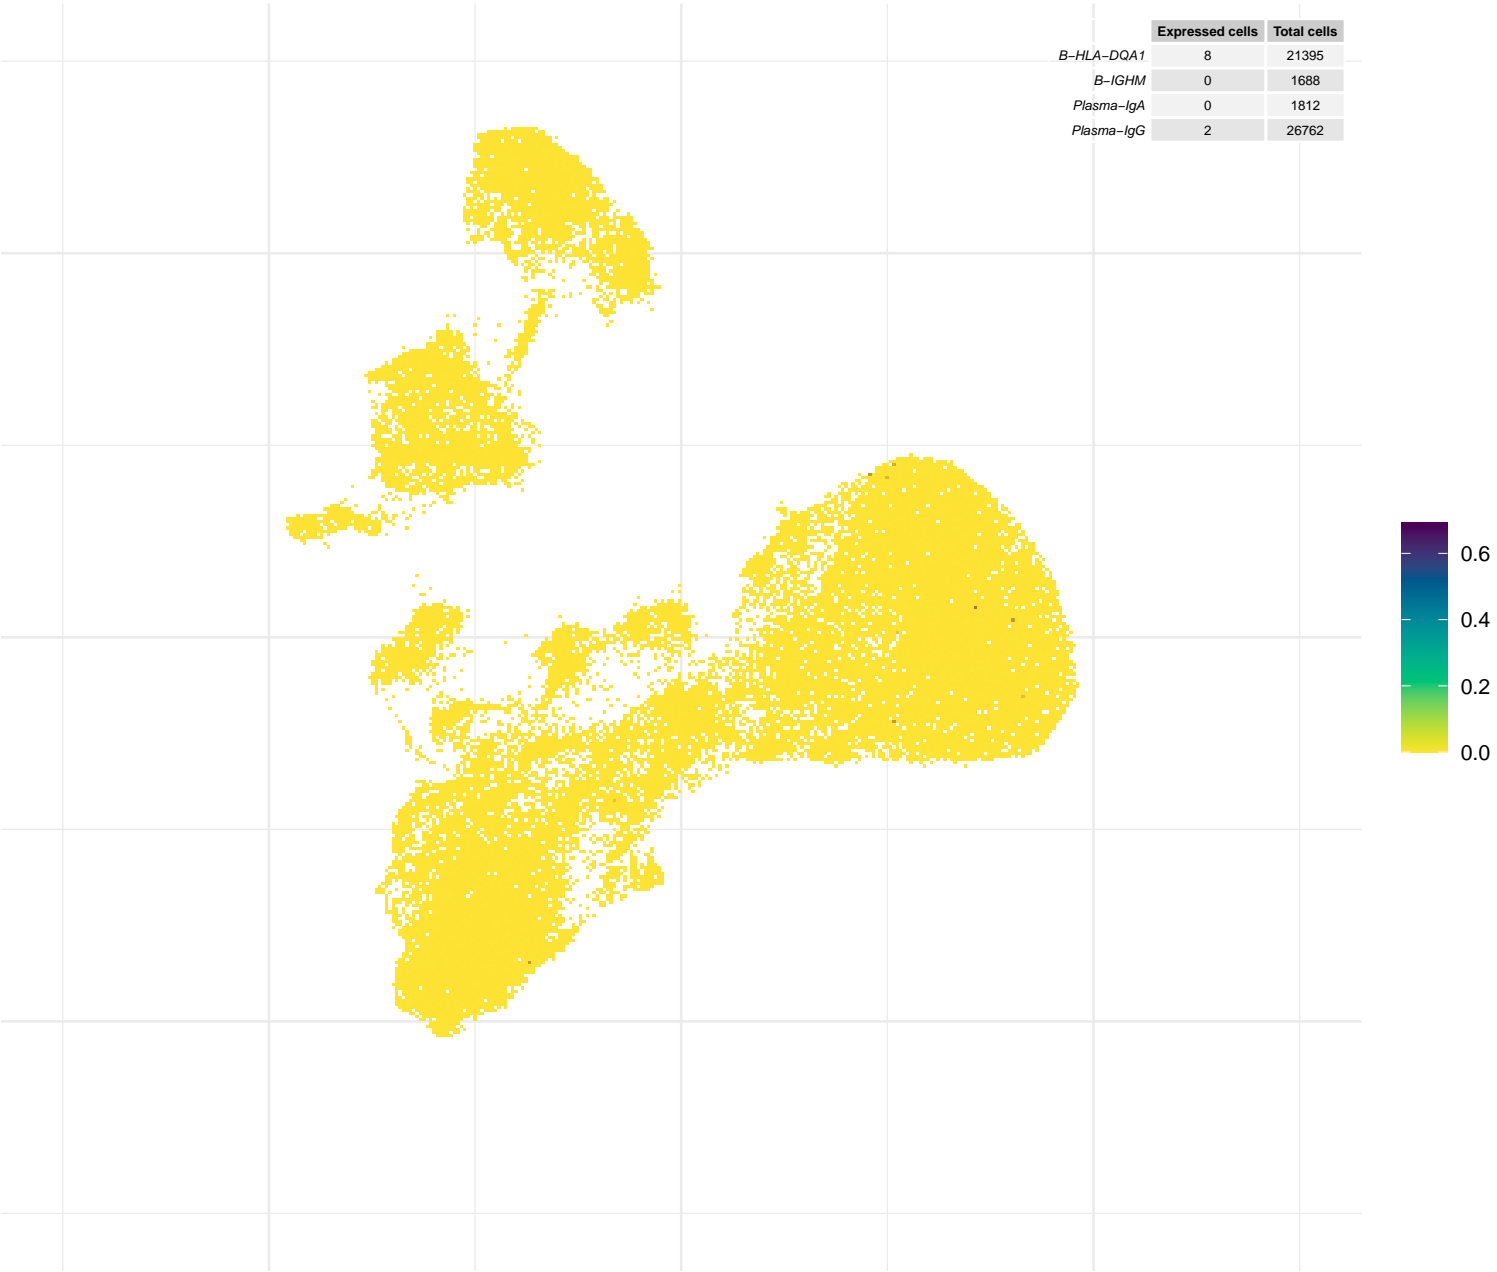 Expressed cells Total cells
B−HLA−DQA1 8 21395
B−IGHM 0 1688
Plasma−IgA 0 1812
Plasma−IgG 2 26762
0.6
0.4
0.2
0.0